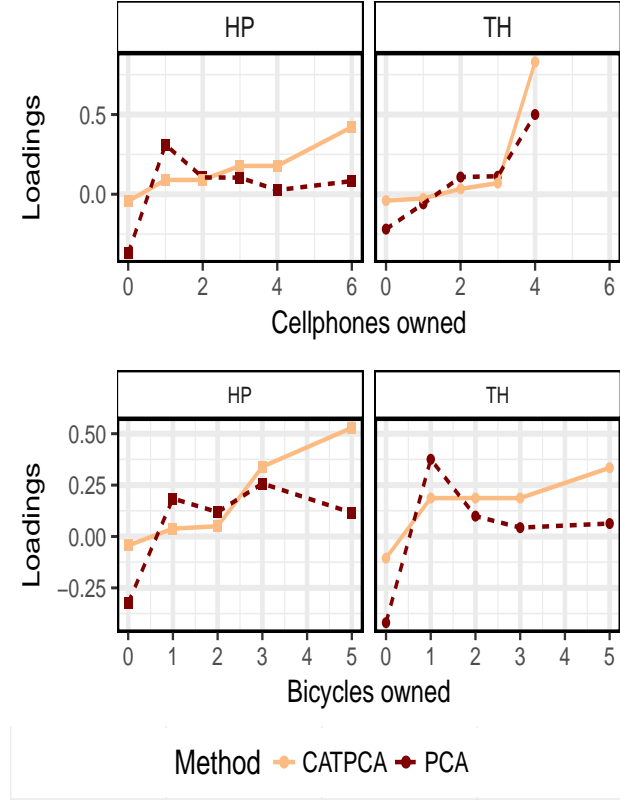 HP TH
Loadings
0.5
0.0
0 2 4 6 0 2 4 6
Cellphones owned
HP TH
Loadings
0.50
0.25
0.00
−0.25
0 1 2 3 4 5 0 1 2 3 4 5
Bicycles owned
Method CATPCA PCA